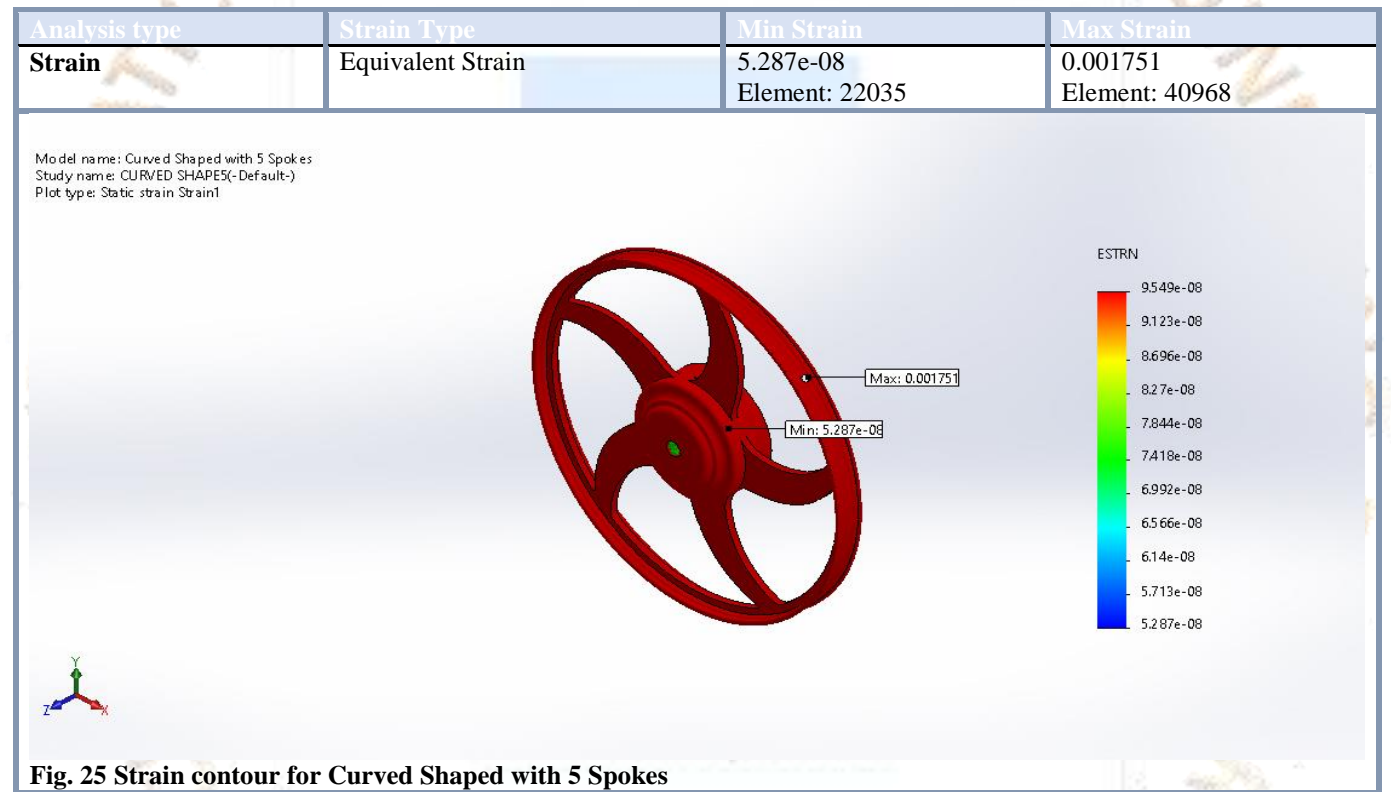 Analysis type Strain Type Min Strain Max Strain
Strain Equivalent Strain 5.287e-08 0.001751
Element: 22035 Element: 40968
Model name: Curved Shaped with 5 Spokes
Study name: CURVED SHAPE5(-Default-)
Plot type: Static strain Strain1
ESTRN
9.549e-08
9.123e-08
8.696e-08
8.27e-08
7.844e-08
7.418e-08
6.992e-08
6.566e-08
6.14e-08
5.713e-08
5.287e-08
Max: 0.001751
Min: 5.287e-08
Y
Z X
Fig. 25 Strain contour for Curved Shaped with 5 Spokes